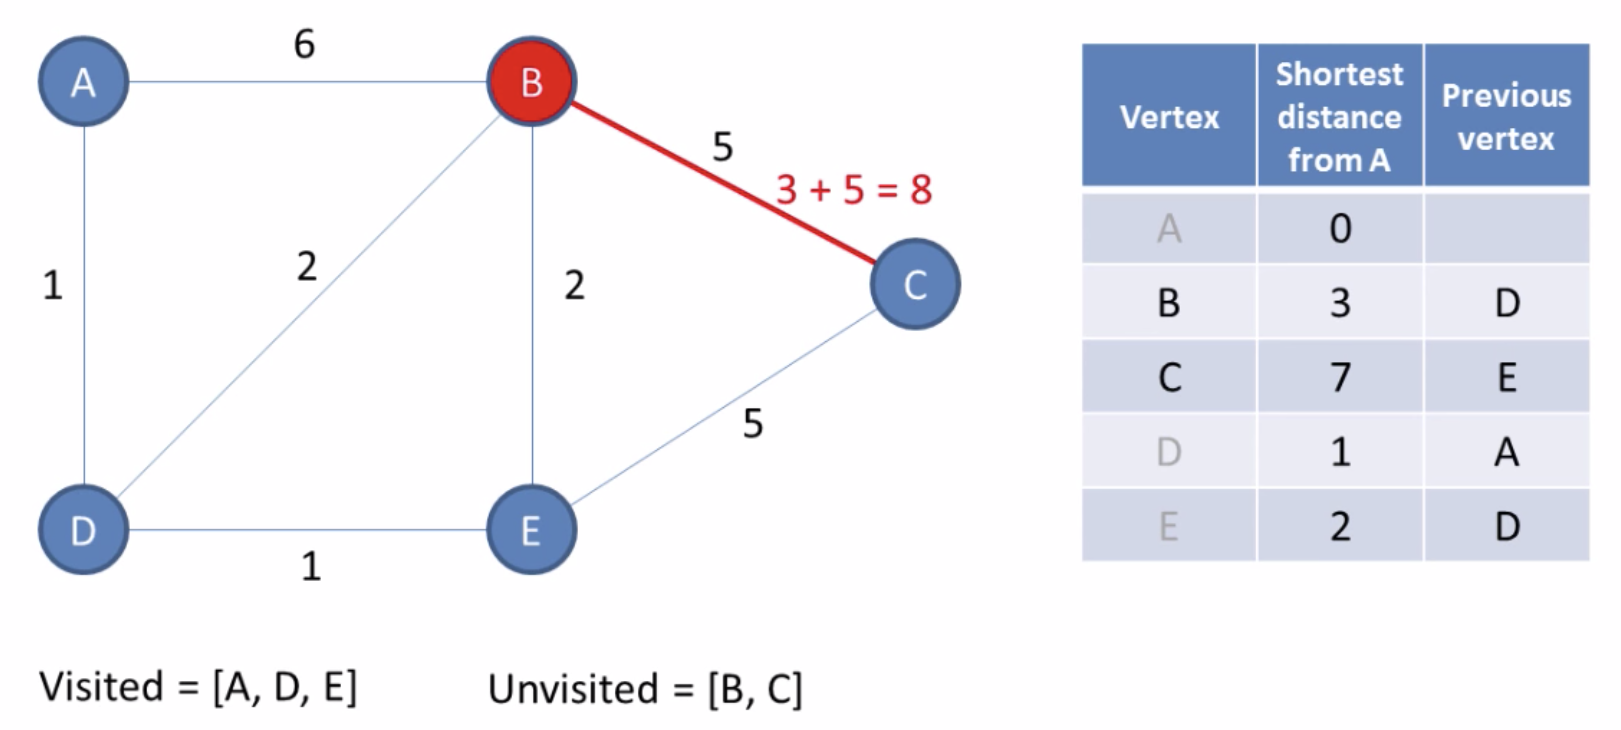 6
A
B
5
3 + 5 = 8
2
1
2
C
5
D
E
1
Vertex
Shortest
distance
from A
Previous
vertex
A 0
B 3 D
C 7 E
D 1 A
E 2 D
Visited = [A, D, E]
Unvisited = [B, C]